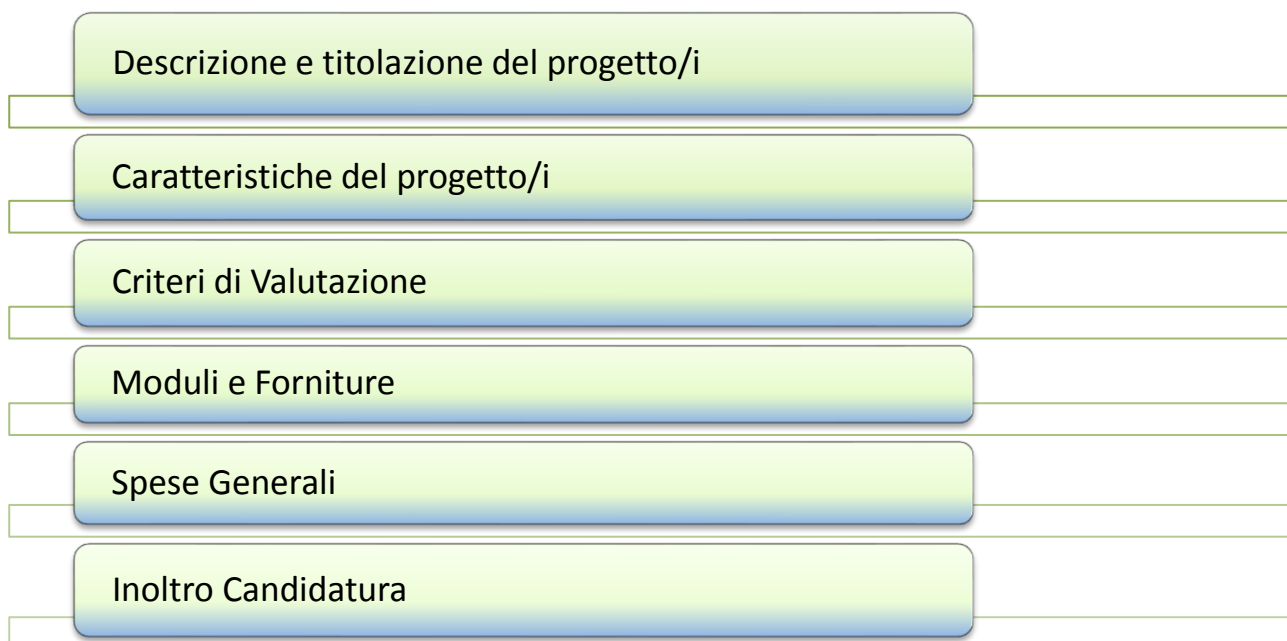 Descrizione e titolazione del progetto/i
Caratteristiche del progetto/i
Criteri di Valutazione
Moduli e Forniture
Spese Generali
Inoltro Candidatura